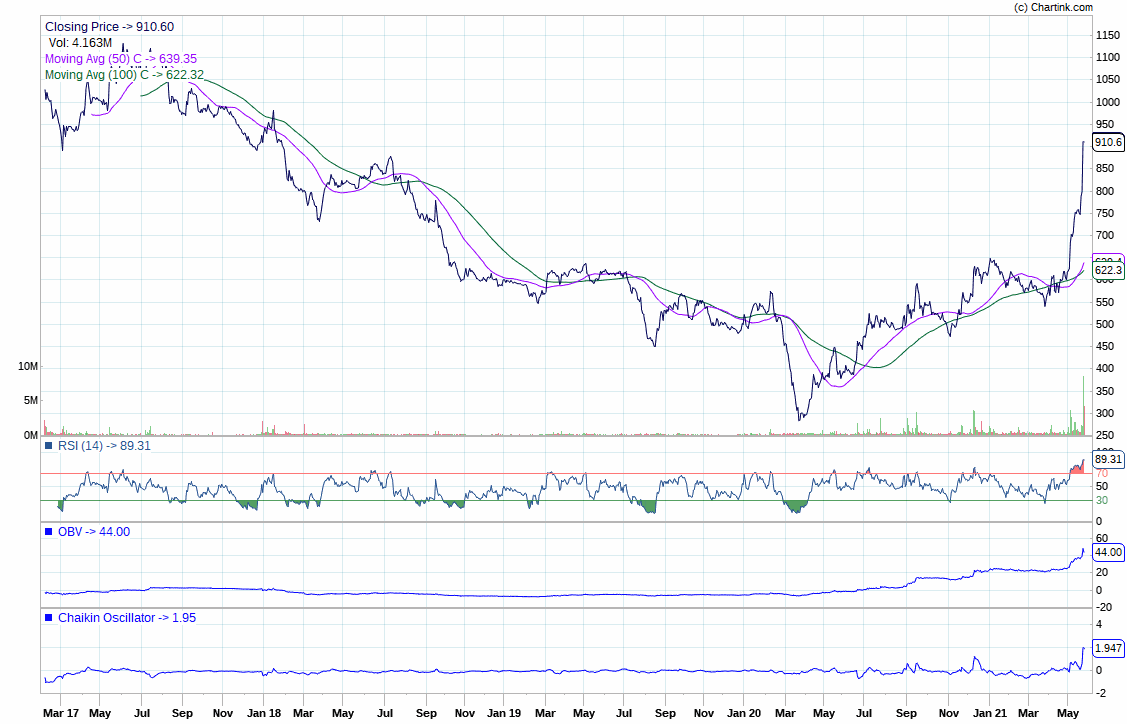 (c) Chartink.com
Closing Price -> 910.60
Vol: 4.163M
Moving Avg (50) C -> 639.35
Moving Avg (100) C -> 622.32
1150
1100
1050
1000
950
910.6
850
800
750
700
622.3
550
500
450
400
350
300
250
10M
5M
0M
RSI (14) -> 89.31
89.31
70
50
30
0
OBV -> 44.00
60
44.00
20
0
-20
Chaikin Oscillator -> 1.95
4
1.947
0
-2
Mar 17 May Jul Sep Nov Jan 18 Mar May Jul Sep Nov Jan 19 Mar May Jul Sep Nov Jan 20 Mar May Jul Sep Nov Jan 21 Mar May